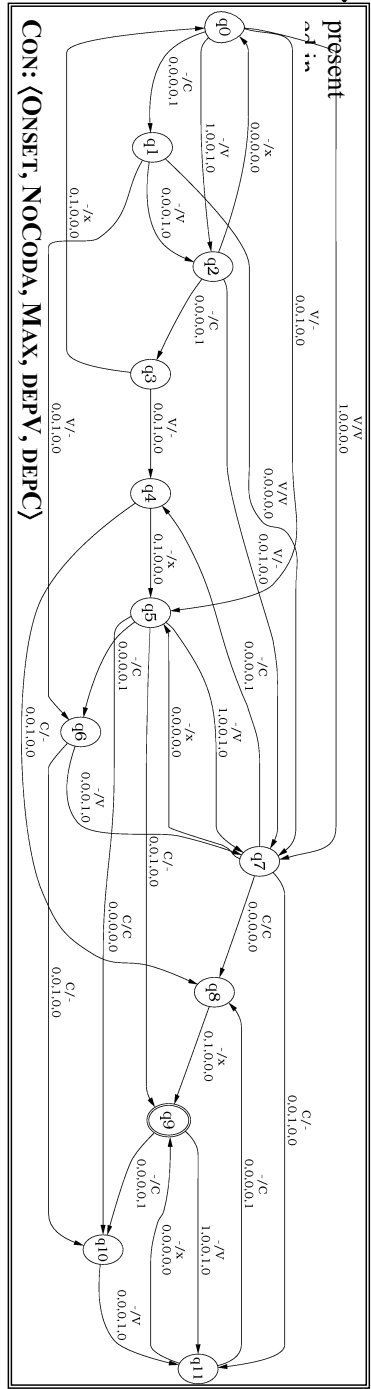 present
ed in
q0
-/C
0,0,0,0,1
-/V
1,0,0,1,0
-/x
0,0,0,0,0
V/-
0,0,1,0,0
V/V
1,0,0,0,0
q1
-/x
0,1,0,0,0
-/V
0,0,0,1,0
q2
-/C
0,0,0,0,1
q3
V/-
0,0,1,0,0
V/-
0,0,1,0,0
V/V
0,0,0,0,0
V/-
0,0,1,0,0
q4
-/x
0,1,0,0,0
q5
-/C
0,0,0,0,1
-/C
0,0,0,0,1
-/V
1,0,0,1,0
-/x
0,0,0,0,0
q6
C/-
0,0,1,0,0
-/V
0,0,0,1,0
C/-
0,0,1,0,0
q7
C/C
0,0,0,0,0
C/C
0,0,0,0,0
q8
C/-
0,0,1,0,0
-/x
0,1,0,0,0
C/-
0,0,1,0,0
q9
-/C
0,0,0,0,1
-/V
1,0,0,1,0
-/C
0,0,0,0,1
-/x
0,0,0,0,0
q10
-/V
0,0,0,1,0
q11
CON: ⟨ONSET, NOCODA, MAX, DEPV, DEPC⟩